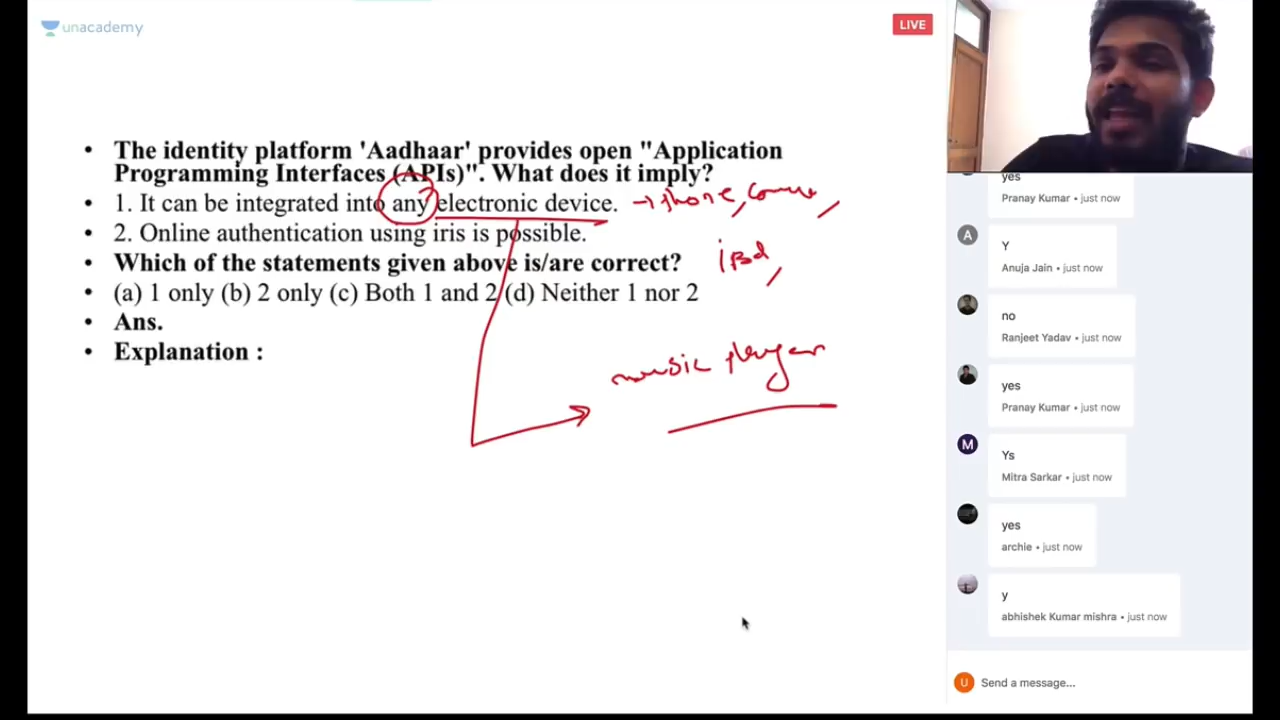 unacademy
LIVE
• The identity platform 'Aadhaar' provides open "Application
Programming Interfaces (APIs)". What does it imply?
• 1. It can be integrated into any electronic device. → phone,
• 2. Online authentication using iris is possible.
• Which of the statements given above is/are correct?
• (a) 1 only (b) 2 only (c) Both 1 and 2 (d) Neither 1 nor 2
• Ans.
• Explanation :
music player
yes
Pranay Kumar • just now
A
Y
Anuja Jain • just now
no
Ranjeet Yadav • just now
yes
Pranay Kumar • just now
M
Ys
Mitra Sarkar • just now
yes
archie • just now
y
abhishek Kumar mishra • just now
U
Send a message...